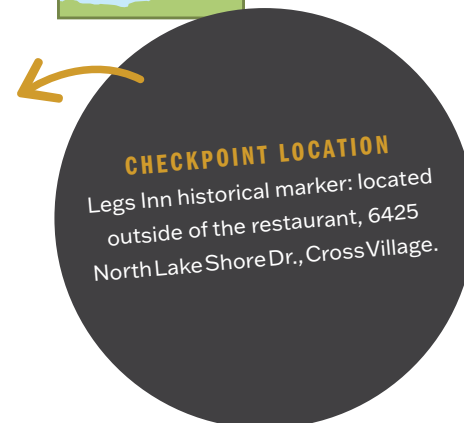 CHECKPOINT LOCATION
Legs Inn historical marker: located
outside of the restaurant, 6425
North Lake Shore Dr., Cross Village.